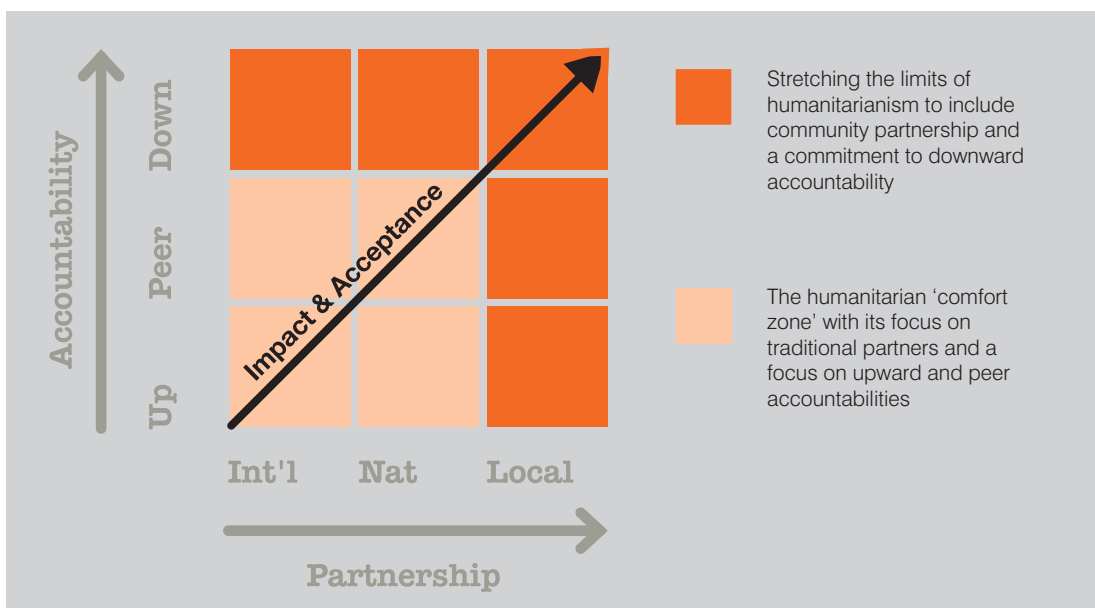 Accountability
Down
Peer
Up
Impact & Acceptance
Int'l
Nat
Local
Partnership
Stretching the limits of
humanitarianism to include
community partnership and
a commitment to downward
accountability
The humanitarian ‘comfort
zone’ with its focus on
traditional partners and a
focus on upward and peer
accountabilities